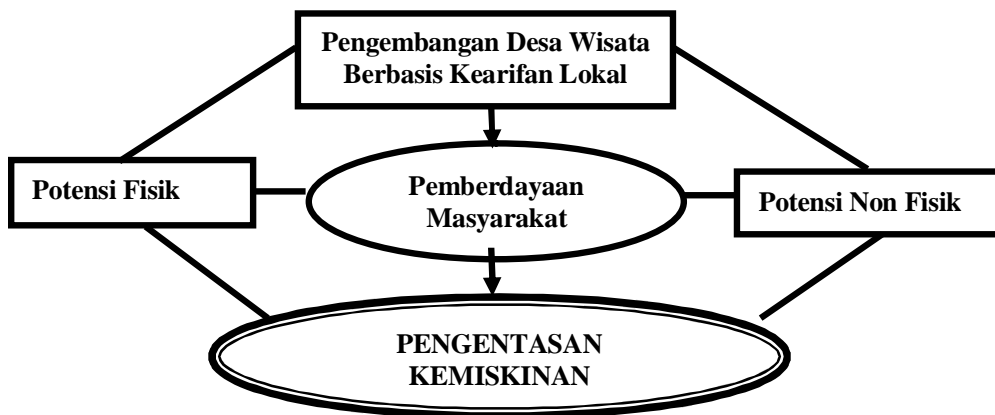 Pengembangan Desa Wisata
Berbasis Kearifan Lokal
Potensi Fisik
Pemberdayaan
Masyarakat
Potensi Non Fisik
PENGENTASAN
KEMISKINAN